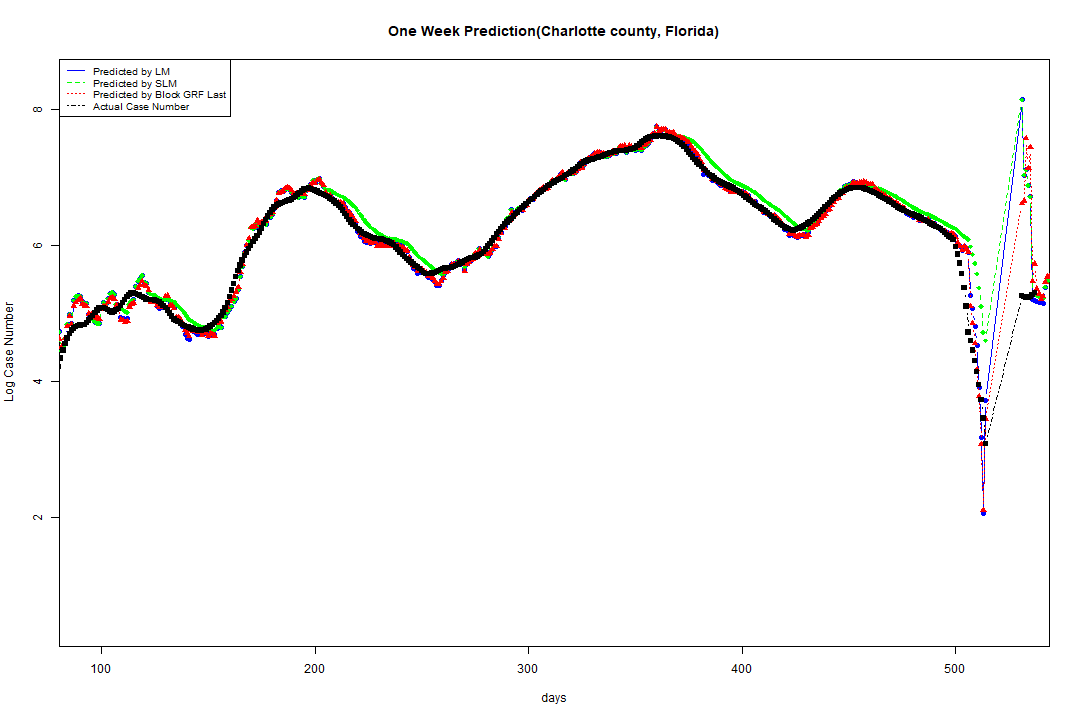 One Week Prediction(Charlotte county, Florida)
Predicted by LM
Predicted by SLM
Predicted by Block GRF Last
Actual Case Number
8
6
4
2
Log Case Number
100 200 300 400 500
days